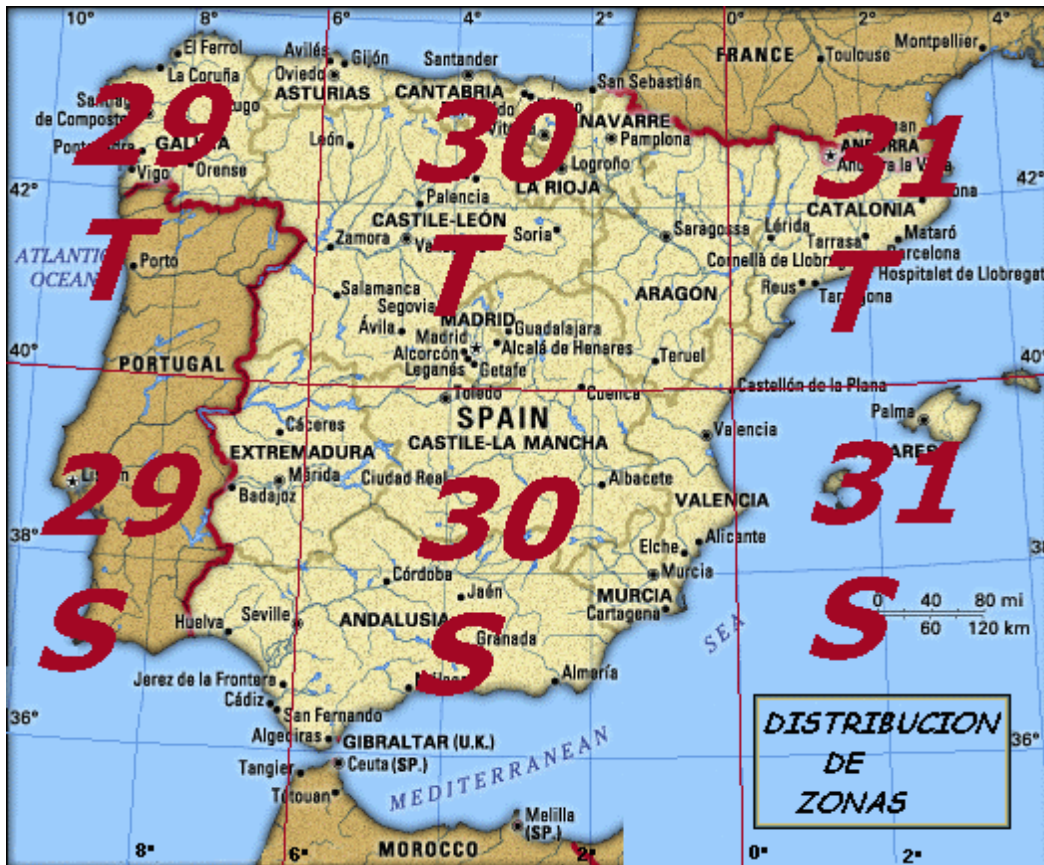 10°
8°
6°
4°
2°
0°
2°
4°
El Ferrol
Avilés
Gijón
Santander
FRANCE
Toulouse
Montpellier
La Coruña
Oviedo
ASTURIAS
CANTABRIA
San Sebastián
de Compost
29
30
31
León
NAVARRE
Pamplona
ANDORRA
Vigo
Orense
Logroño
LA RIOJA
42°
42°
Palencia
CASTILE-LEÓN
Soria
Saragossa
CATALONIA
Lérida
Mataró
Tarrasa
Barcelona
Zamora
T
T
T
ATLANTIC
OCEAN
Porto
Cornellá de Llobr
Hospitalet de Llobregat
Salamanca
Segovia
ARAGON
Reus
Tarragona
MADRID
Guadalajara
Ávila
Madrid
Alcalá de Henares
Alcorcón
Leganés
Getafe
Teruel
40°
40°
PORTUGAL
Toledo
Cuenca
Castellón de la Plana
SPAIN
CASTILE-LA MANCHA
Palma
Cáceres
EXTREMADURA
Valencia
29
30
31
Mérida
Ciudad Real
Albacete
Badajoz
VALENCIA
38°
38°
Alicante
Elche
Córdoba
Murcia
Jaén
MURCIA
Cartagena
S
S
S
0 40 80 mi
60 120 km
Huelva
Seville
ANDALUSIA
Granada
SEA
Jerez de la Frontera
Almería
Cádiz
San Fernando
36°
36°
Algeciras
GIBRALTAR (U.K.)
Tangier
Ceuta (SP.)
MEDITERRANEAN
Tétouan
Melilla
(SP.)
MOROCCO
DISTRIBUCION
DE
ZONAS
8°
6°
2°
0°
2°